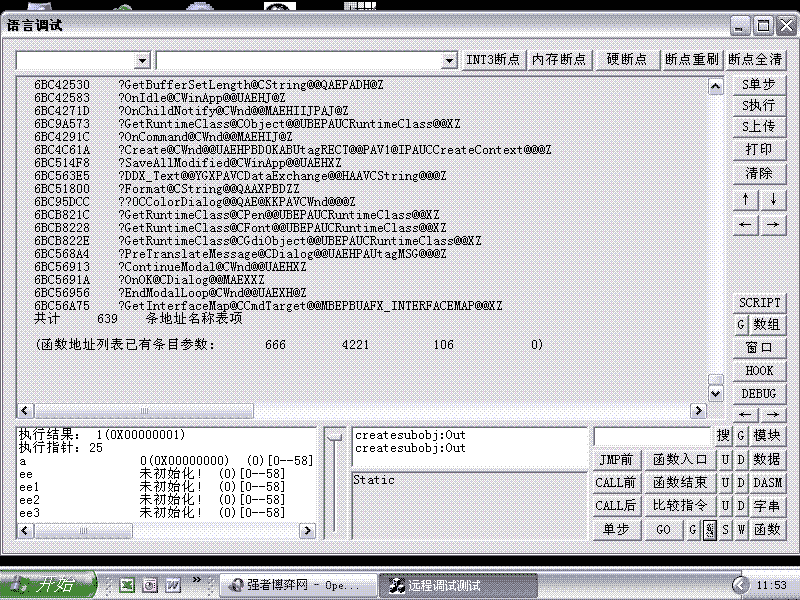 语言调试
INT3断点 内存断点 硬断点 断点重刷 断点全清
6BC42530 ?GetBufferSetLength@CString@@QAEPADH@Z
6BC42583 ?OnIdle@CWinApp@@UAEHJ@Z
6BC4271D ?OnChildNotify@CWnd@@MAEHIIJPAJ@Z
6BC9A573 ?GetRuntimeClass@CObject@@UBEPAUCRuntimeClass@@XZ
6BC4291C ?OnCommand@CWnd@@MAEHIJ@Z
6BC4C61A ?Create@CWnd@@UAEHPBD0KABUtagRECT@@PAV1@IPAUCCreateContext@@@Z
6BC514F8 ?SaveAllModified@CWinApp@@UAEHXZ
6BC563E5 ?DDX_Text@@YGXPAVCDataExchange@@HAAVCString@@@Z
6BC51800 ?Format@CString@@QAAXPBDZZ
6BC95DCC ??0CColorDialog@@QAE@KKPAVCWnd@@@Z
6BCB821C ?GetRuntimeClass@CPen@@UBEPAUCRuntimeClass@@XZ
6BCB8228 ?GetRuntimeClass@CFont@@UBEPAUCRuntimeClass@@XZ
6BCB822E ?GetRuntimeClass@CGdiObject@@UBEPAUCRuntimeClass@@XZ
6BC568A4 ?PreTranslateMessage@CDialog@@UAEHPAUtagMSG@@@Z
6BC56913 ?ContinueModal@CWnd@@UAEHXZ
6BC5691A ?OnOK@CDialog@@MAEXXZ
6BC56956 ?EndModalLoop@CWnd@@UAEXH@Z
6BC56A75 ?GetInterfaceMap@CCmdTarget@@MBEPBUAFX_INTERFACEMAP@@XZ
共计 639 条地址名称表项
(函数地址列表已有条目参数: 666 4221 106 0)
S单步
S执行
S上传
打印
清除
↑ ↓
← →
SCRIPT
G 数组
窗口
HOOK
DEBUG
← →
执行结果: 1(0X00000001)
执行指针:25
a 0(0X00000000) (0)[0--58]
ee 未初始化! (0)[0--58]
ee1 未初始化! (0)[0--58]
ee2 未初始化! (0)[0--58]
ee3 未初始化! (0)[0--58]
createsubobj:Out
createsubobj:Out
Static
搜 G 模块
JMP前 函数入口 U D 数据
CALL前 函数结束 U D DASM
CALL后 比较指令 U D 字串
单步 GO G S W 函数
开始 » 强者博弈网 - Ope... 远程调试测试 11:53